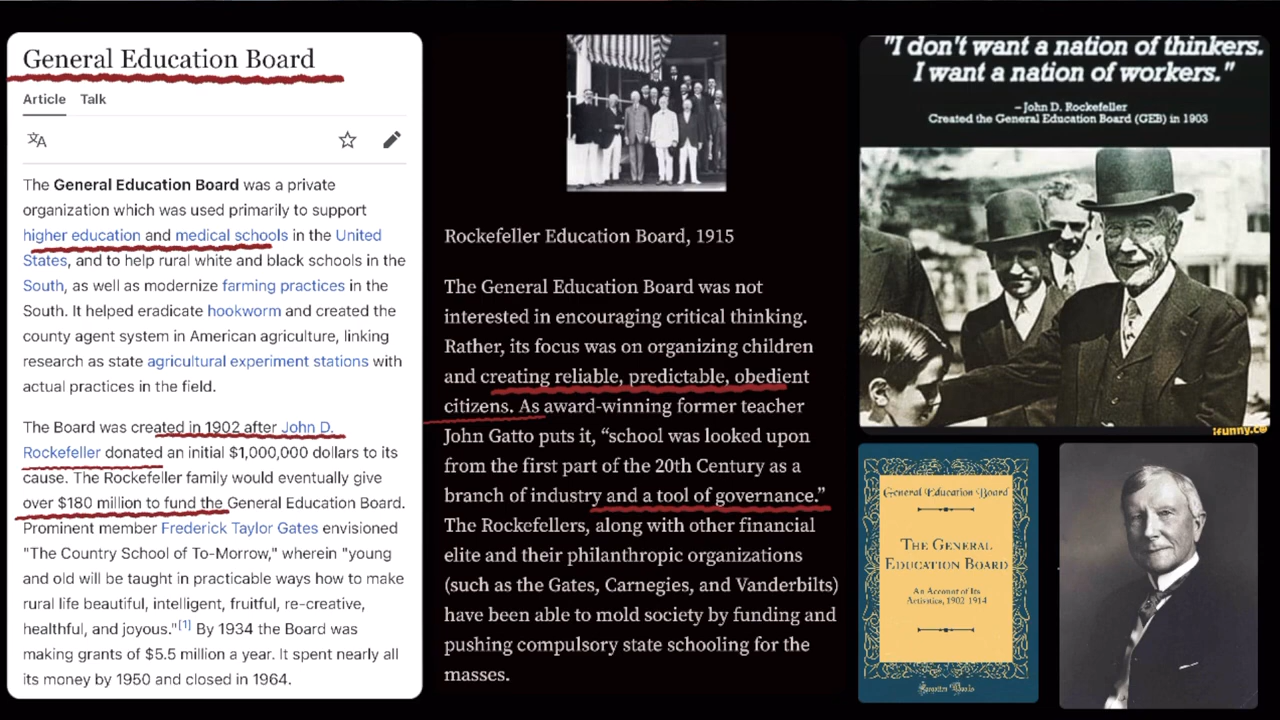 General Education Board
Article Talk
The General Education Board was a private
organization which was used primarily to support
higher education and medical schools in the United
States, and to help rural white and black schools in the
South, as well as modernize farming practices in the
South. It helped eradicate hookworm and created the
county agent system in American agriculture, linking
research as state agricultural experiment stations with
actual practices in the field.
The Board was created in 1902 after John D.
Rockefeller donated an initial $1,000,000 dollars to its
cause. The Rockefeller family would eventually give
over $180 million to fund the General Education Board.
Prominent member Frederick Taylor Gates envisioned
"The Country School of To-Morrow," wherein "young
and old will be taught in practicable ways how to make
rural life beautiful, intelligent, fruitful, re-creative,
healthful, and joyous."[1] By 1934 the Board was
making grants of $5.5 million a year. It spent nearly all
its money by 1950 and closed in 1964.
Rockefeller Education Board, 1915
The General Education Board was not
interested in encouraging critical thinking.
Rather, its focus was on organizing children
and creating reliable, predictable, obedient
citizens. As award-winning former teacher
John Gatto puts it, “school was looked upon
from the first part of the 20th Century as a
branch of industry and a tool of governance.”
The Rockefellers, along with other financial
elite and their philanthropic organizations
(such as the Gates, Carnegies, and Vanderbilts)
have been able to mold society by funding and
pushing compulsory state schooling for the
masses.
"I don't want a nation of thinkers.
I want a nation of workers."
– John D. Rockefeller
Created the General Education Board (GEB) in 1903
ifunny.co
General Education Board
The General
Education Board
An Account of Its
Activities, 1902-1914
Forgotten Books